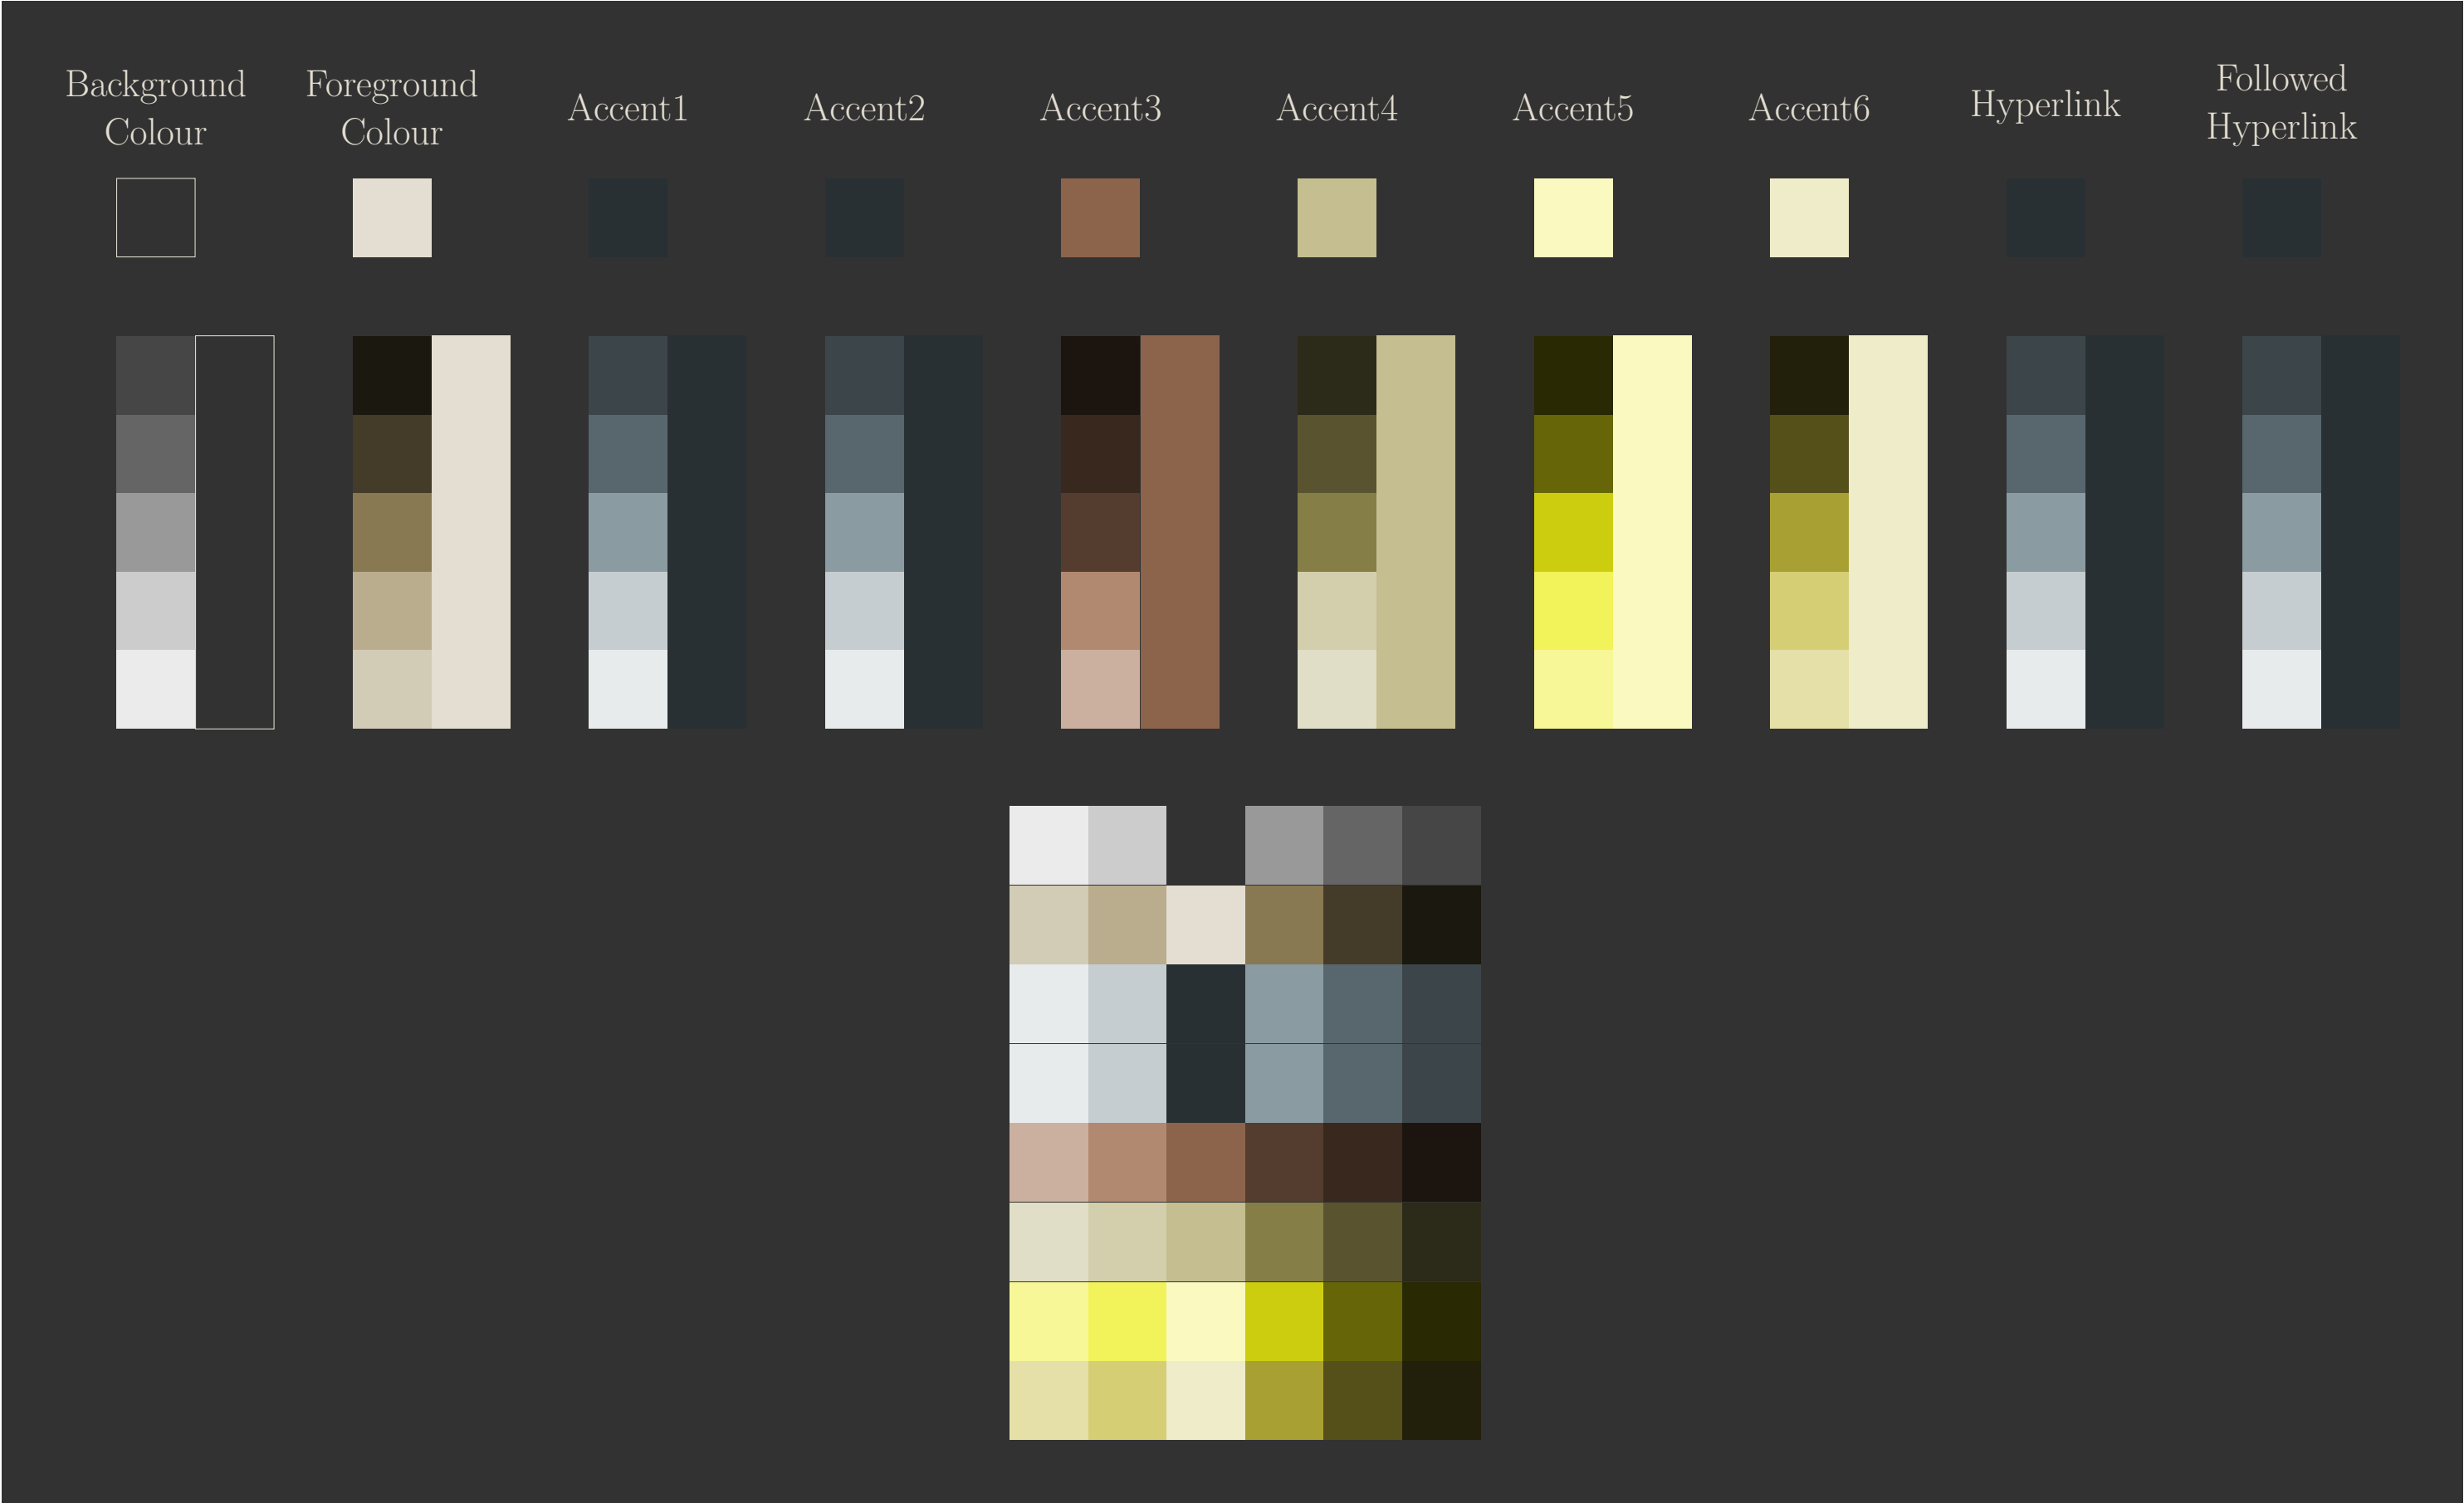 Background
Colour
Foreground
Colour
Accent1
Accent2
Accent3
Accent4
Accent5
Accent6
Hyperlink
Followed
Hyperlink